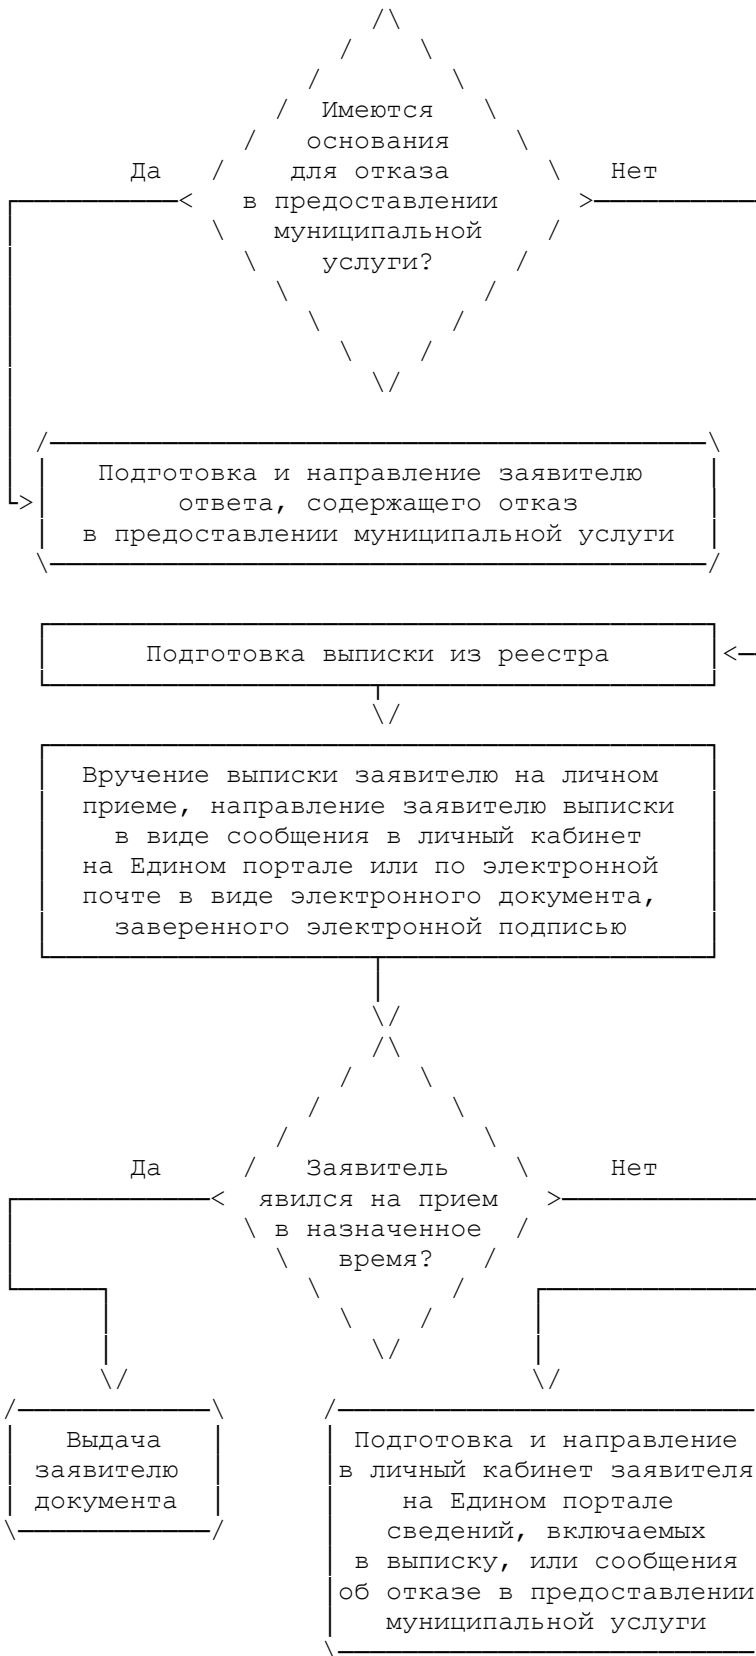 Имеются
основания
Да для отказа Нет
в предоставлении
муниципальной
услуги?
Подготовка и направление заявителю
ответа, содержащего отказ
в предоставлении муниципальной услуги
Подготовка выписки из реестра
Вручение выписки заявителю на личном
приеме, направление заявителю выписки
в виде сообщения в личный кабинет
на Едином портале или по электронной
почте в виде электронного документа,
заверенного электронной подписью
Да Заявитель Нет
явился на прием
в назначенное
время?
Выдача
заявителю
документа
Подготовка и направление
в личный кабинет заявителя
на Едином портале
сведений, включаемых
в выписку, или сообщения
об отказе в предоставлении
муниципальной услуги